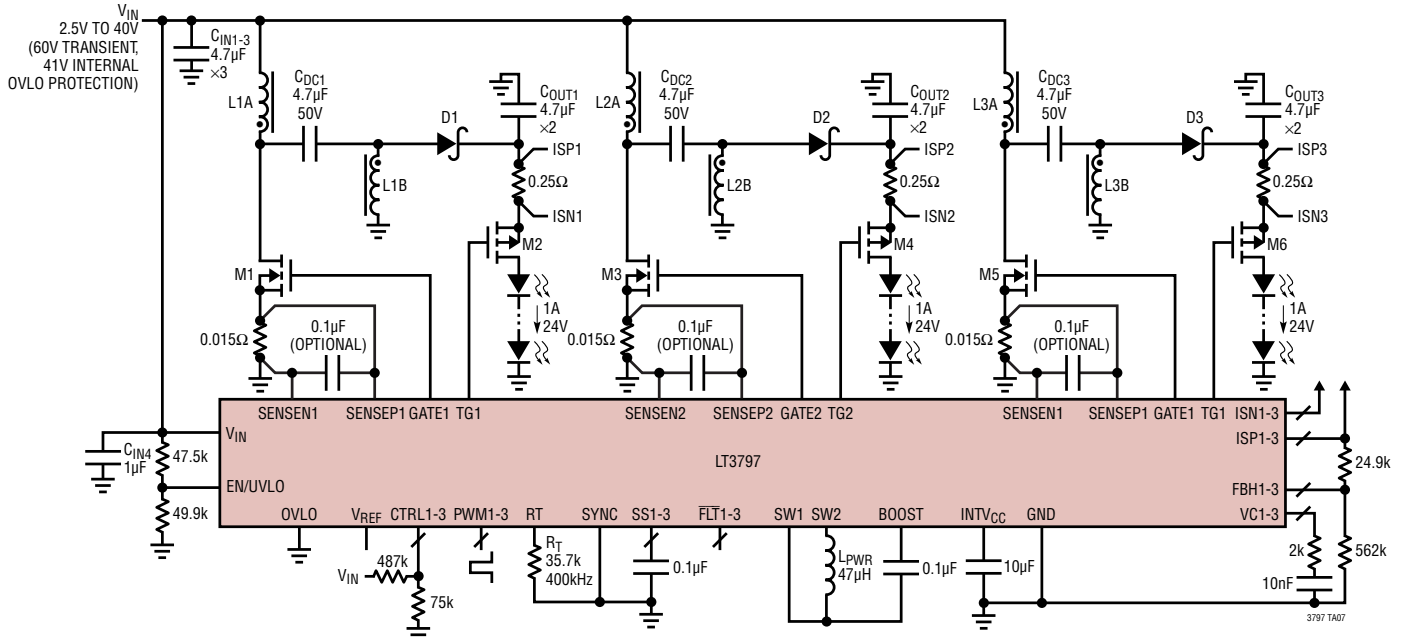 VIN
2.5V TO 40V
(60V TRANSIENT,
41V INTERNAL
OVLO PROTECTION)
CIN1-3
4.7µF
×3
L1A
CDC1
4.7µF
50V
L1B
D1
COUT1
4.7µF
×2
ISP1
0.25Ω
ISN1
M2
1A
24V
M1
0.015Ω
0.1µF
(OPTIONAL)
L2A
CDC2
4.7µF
50V
L2B
D2
COUT2
4.7µF
×2
ISP2
0.25Ω
ISN2
M4
1A
24V
M3
0.015Ω
0.1µF
(OPTIONAL)
L3A
CDC3
4.7µF
50V
L3B
D3
COUT3
4.7µF
×2
ISP3
0.25Ω
ISN3
M6
1A
24V
M5
0.015Ω
0.1µF
(OPTIONAL)
SENSEN1 SENSEP1 GATE1 TG1 SENSEN2 SENSEP2 GATE2 TG2 SENSEN1 SENSEP1 GATE1 TG1 ISN1-3
VIN
ISP1-3
CIN4
1µF
47.5k
LT3797
24.9k
EN/UVLO
FBH1-3
49.9k
OVLO VREF CTRL1-3 PWM1-3 RT SYNC SS1-3 FLT1-3 SW1 SW2 BOOST INTVCC GND VC1-3
487k
VIN
75k
RT
35.7k
400kHz
0.1µF
LPWR
47µH
0.1µF
10µF
2k
562k
10nF
3797 TA07